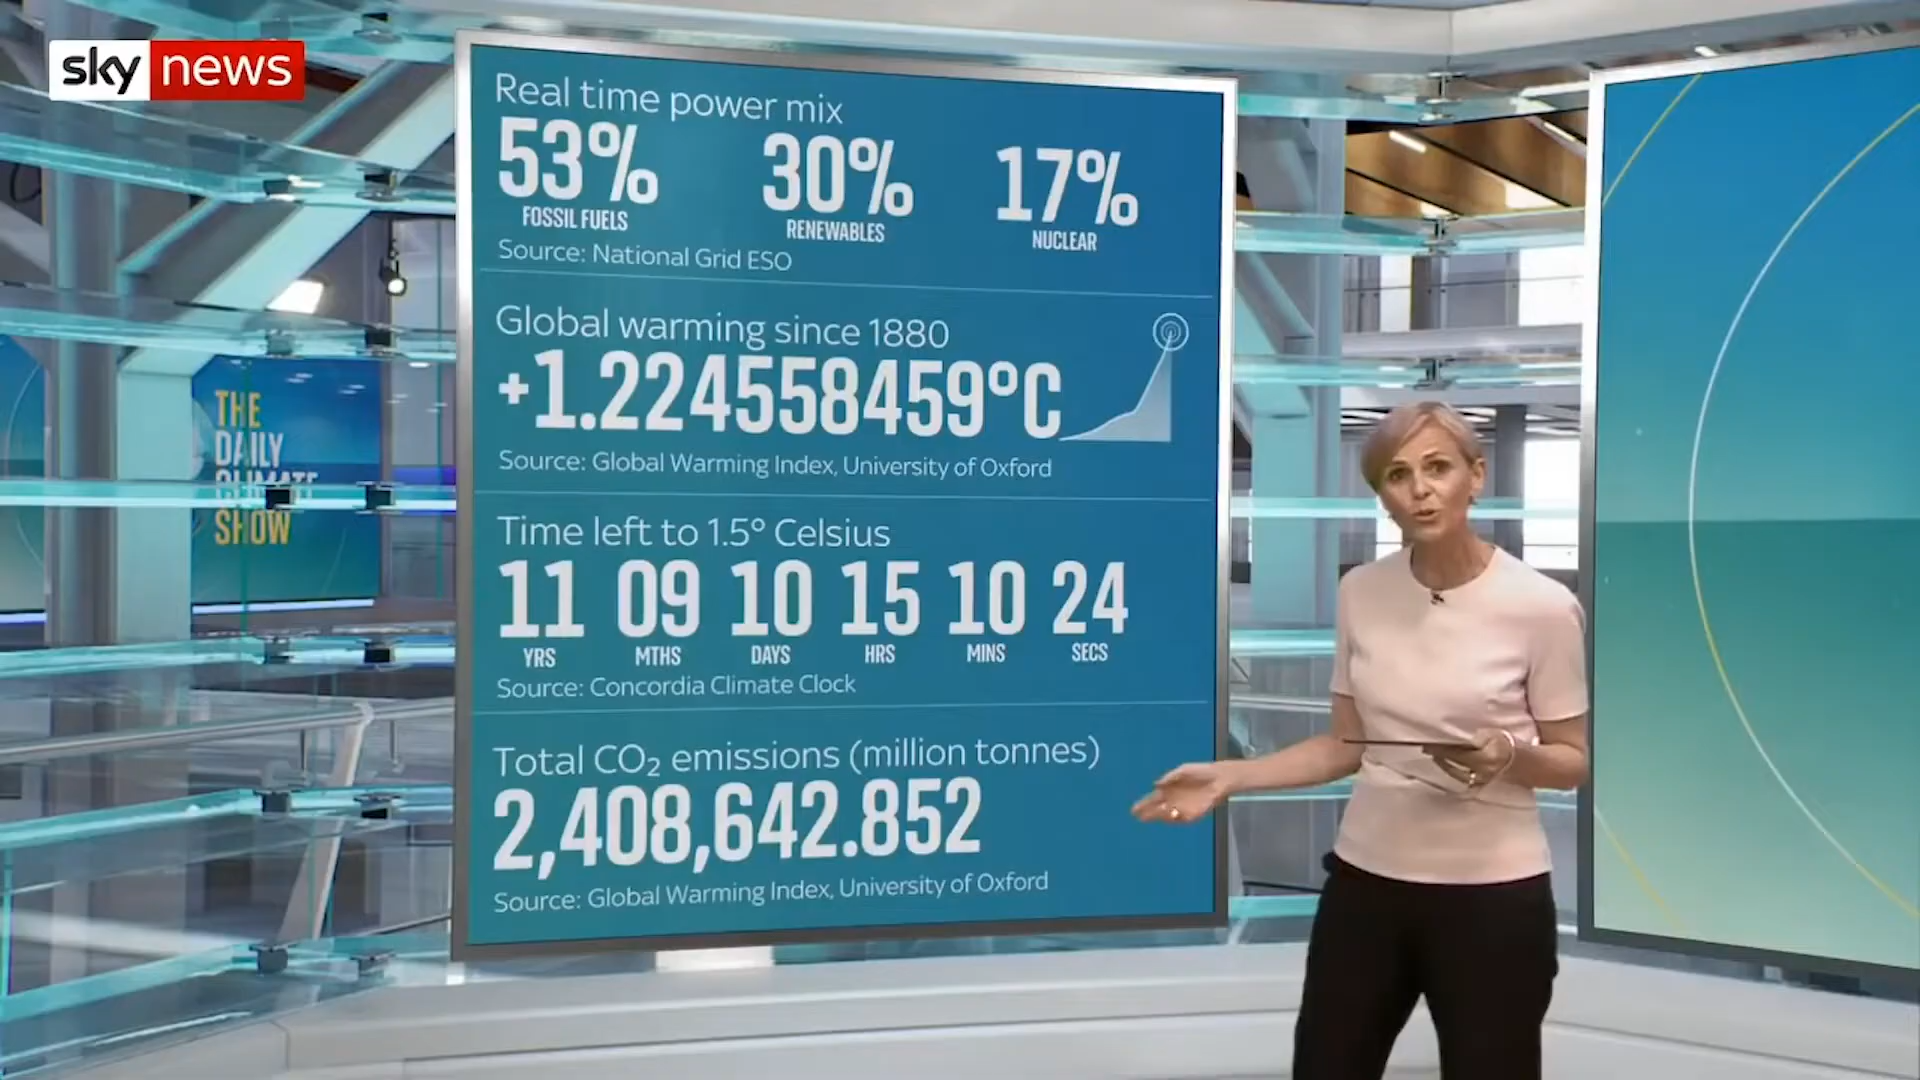 sky news
Real time power mix
53% 30% 17%
FOSSIL FUELS RENEWABLES NUCLEAR
Source: National Grid ESO
Global warming since 1880
+1.224558459°C
Source: Global Warming Index, University of Oxford
Time left to 1.5° Celsius
11 09 10 15 10 24
YRS MTHS DAYS HRS MINS SECS
Source: Concordia Climate Clock
Total CO₂ emissions (million tonnes)
2,408,642.852
Source: Global Warming Index, University of Oxford
THE
DAILY
CLIMATE
SHOW